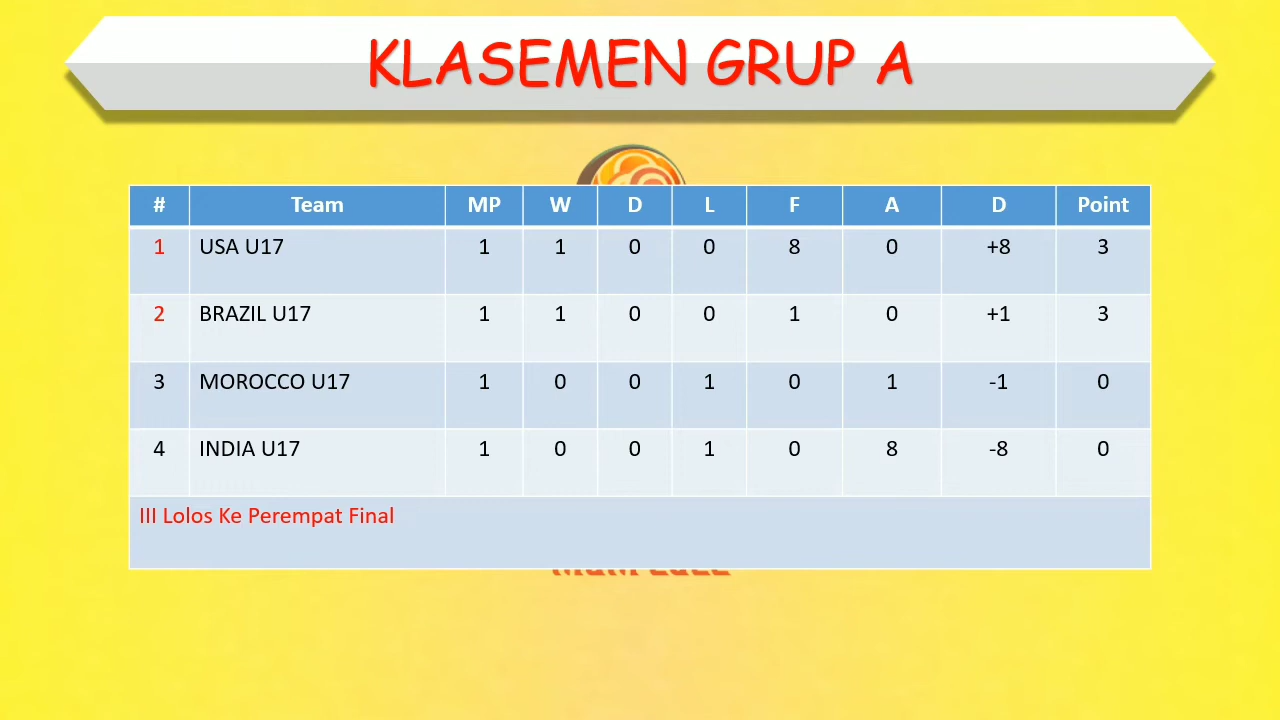 KLASEMEN GRUP A
# Team MP W D L F A D Point
1 USA U17 1 1 0 0 8 0 +8 3
2 BRAZIL U17 1 1 0 0 1 0 +1 3
3 MOROCCO U17 1 0 0 1 0 1 -1 0
4 INDIA U17 1 0 0 1 0 8 -8 0
III Lolos Ke Perempat Final